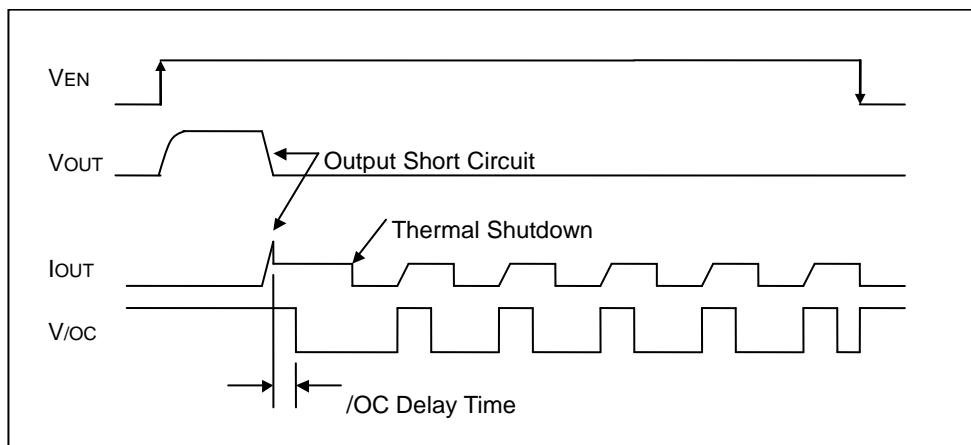 VEN
VOUT
Output Short Circuit
Thermal Shutdown
IOUT
V/OC
/OC Delay Time